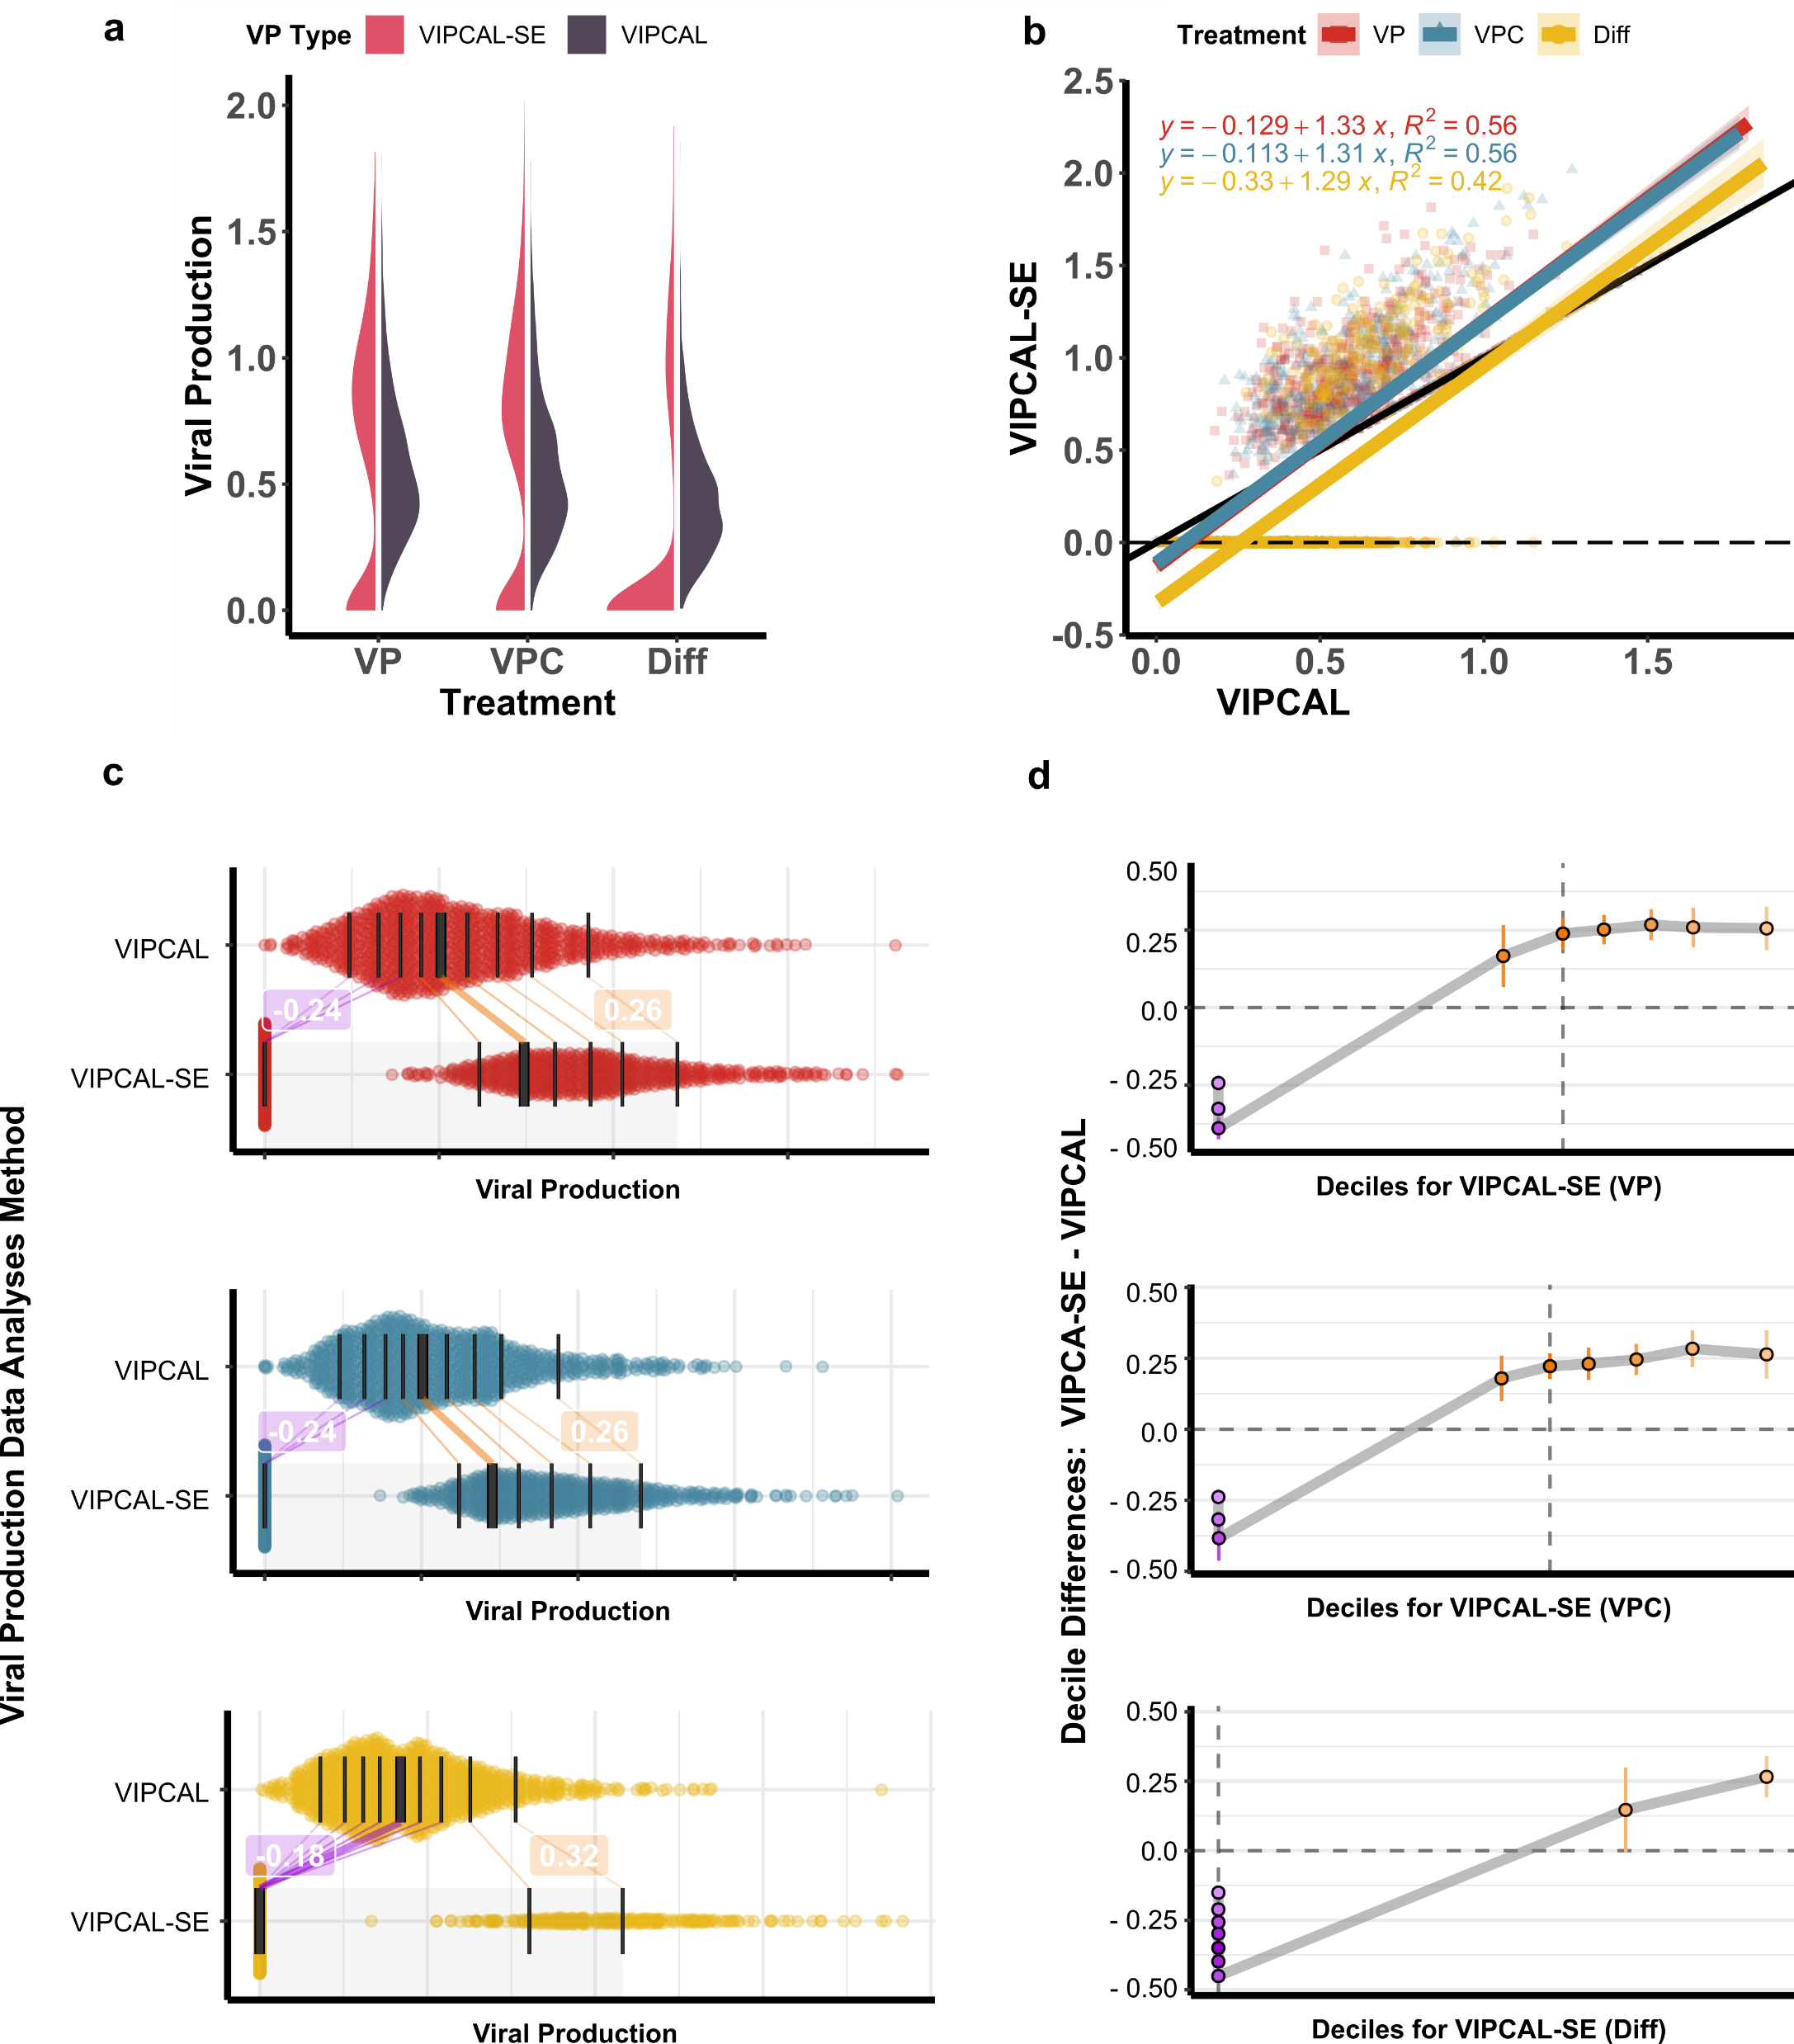 a
VP Type VIPCAL-SE VIPCAL
2.0
1.5
1.0
0.5
0.0
Viral Production
VP VPC Diff
Treatment
b
Treatment VP VPC Diff
2.5
2.0
1.5
1.0
0.5
0.0
-0.5
VIPCAL-SE
y = − 0.129 + 1.33 x, R² = 0.56
y = − 0.113 + 1.31 x, R² = 0.56
y = − 0.33 + 1.29 x, R² = 0.42
0.0 0.5 1.0 1.5
VIPCAL
c
Viral Production Data Analyses Method
VIPCAL
-0.24 0.26
VIPCAL-SE
Viral Production
VIPCAL
-0.24 0.26
VIPCAL-SE
Viral Production
VIPCAL
-0.18 0.32
VIPCAL-SE
Viral Production
d
Decile Differences: VIPCA-SE - VIPCAL
0.50
0.25
0.0
- 0.25
- 0.50
Deciles for VIPCAL-SE (VP)
0.50
0.25
0.0
- 0.25
- 0.50
Deciles for VIPCAL-SE (VPC)
0.50
0.25
0.0
- 0.25
- 0.50
Deciles for VIPCAL-SE (Diff)